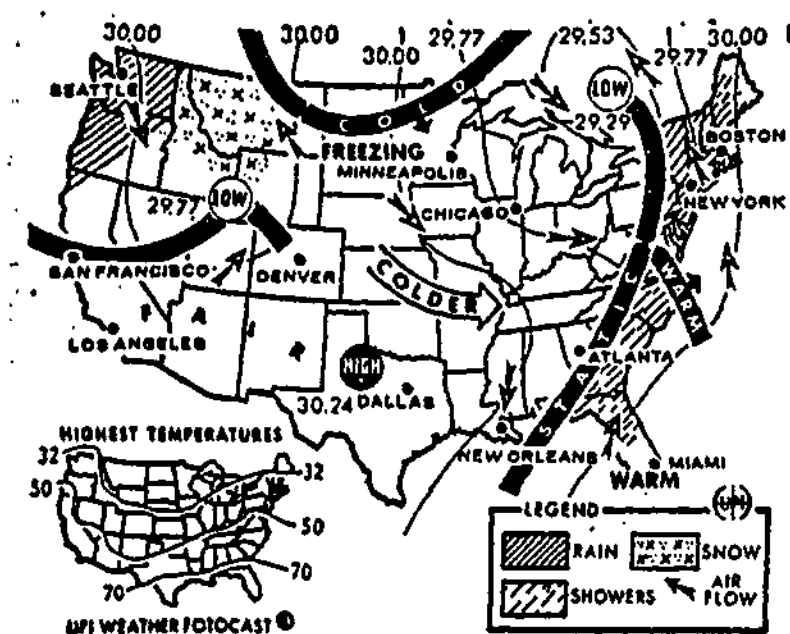 30.00 30.00 30.00 29.77 29.53 29.77 30.00
SEATTLE
LOW
29.29
BOSTON
COLD
FREEZING
MINNEAPOLIS
NEW YORK
29.77
LOW
CHICAGO
SAN FRANCISCO
DENVER
COLDER
WARM
FAIR
LOS ANGELES
HIGH
ATLANTA
30.24 DALLAS
STATIC
NEW ORLEANS
MIAMI
WARM
HIGHEST TEMPERATURES
32 32
50 50
70 70
UPI WEATHER FOTOCAST ©
LEGEND
UPI
RAIN SNOW
SHOWERS AIR FLOW